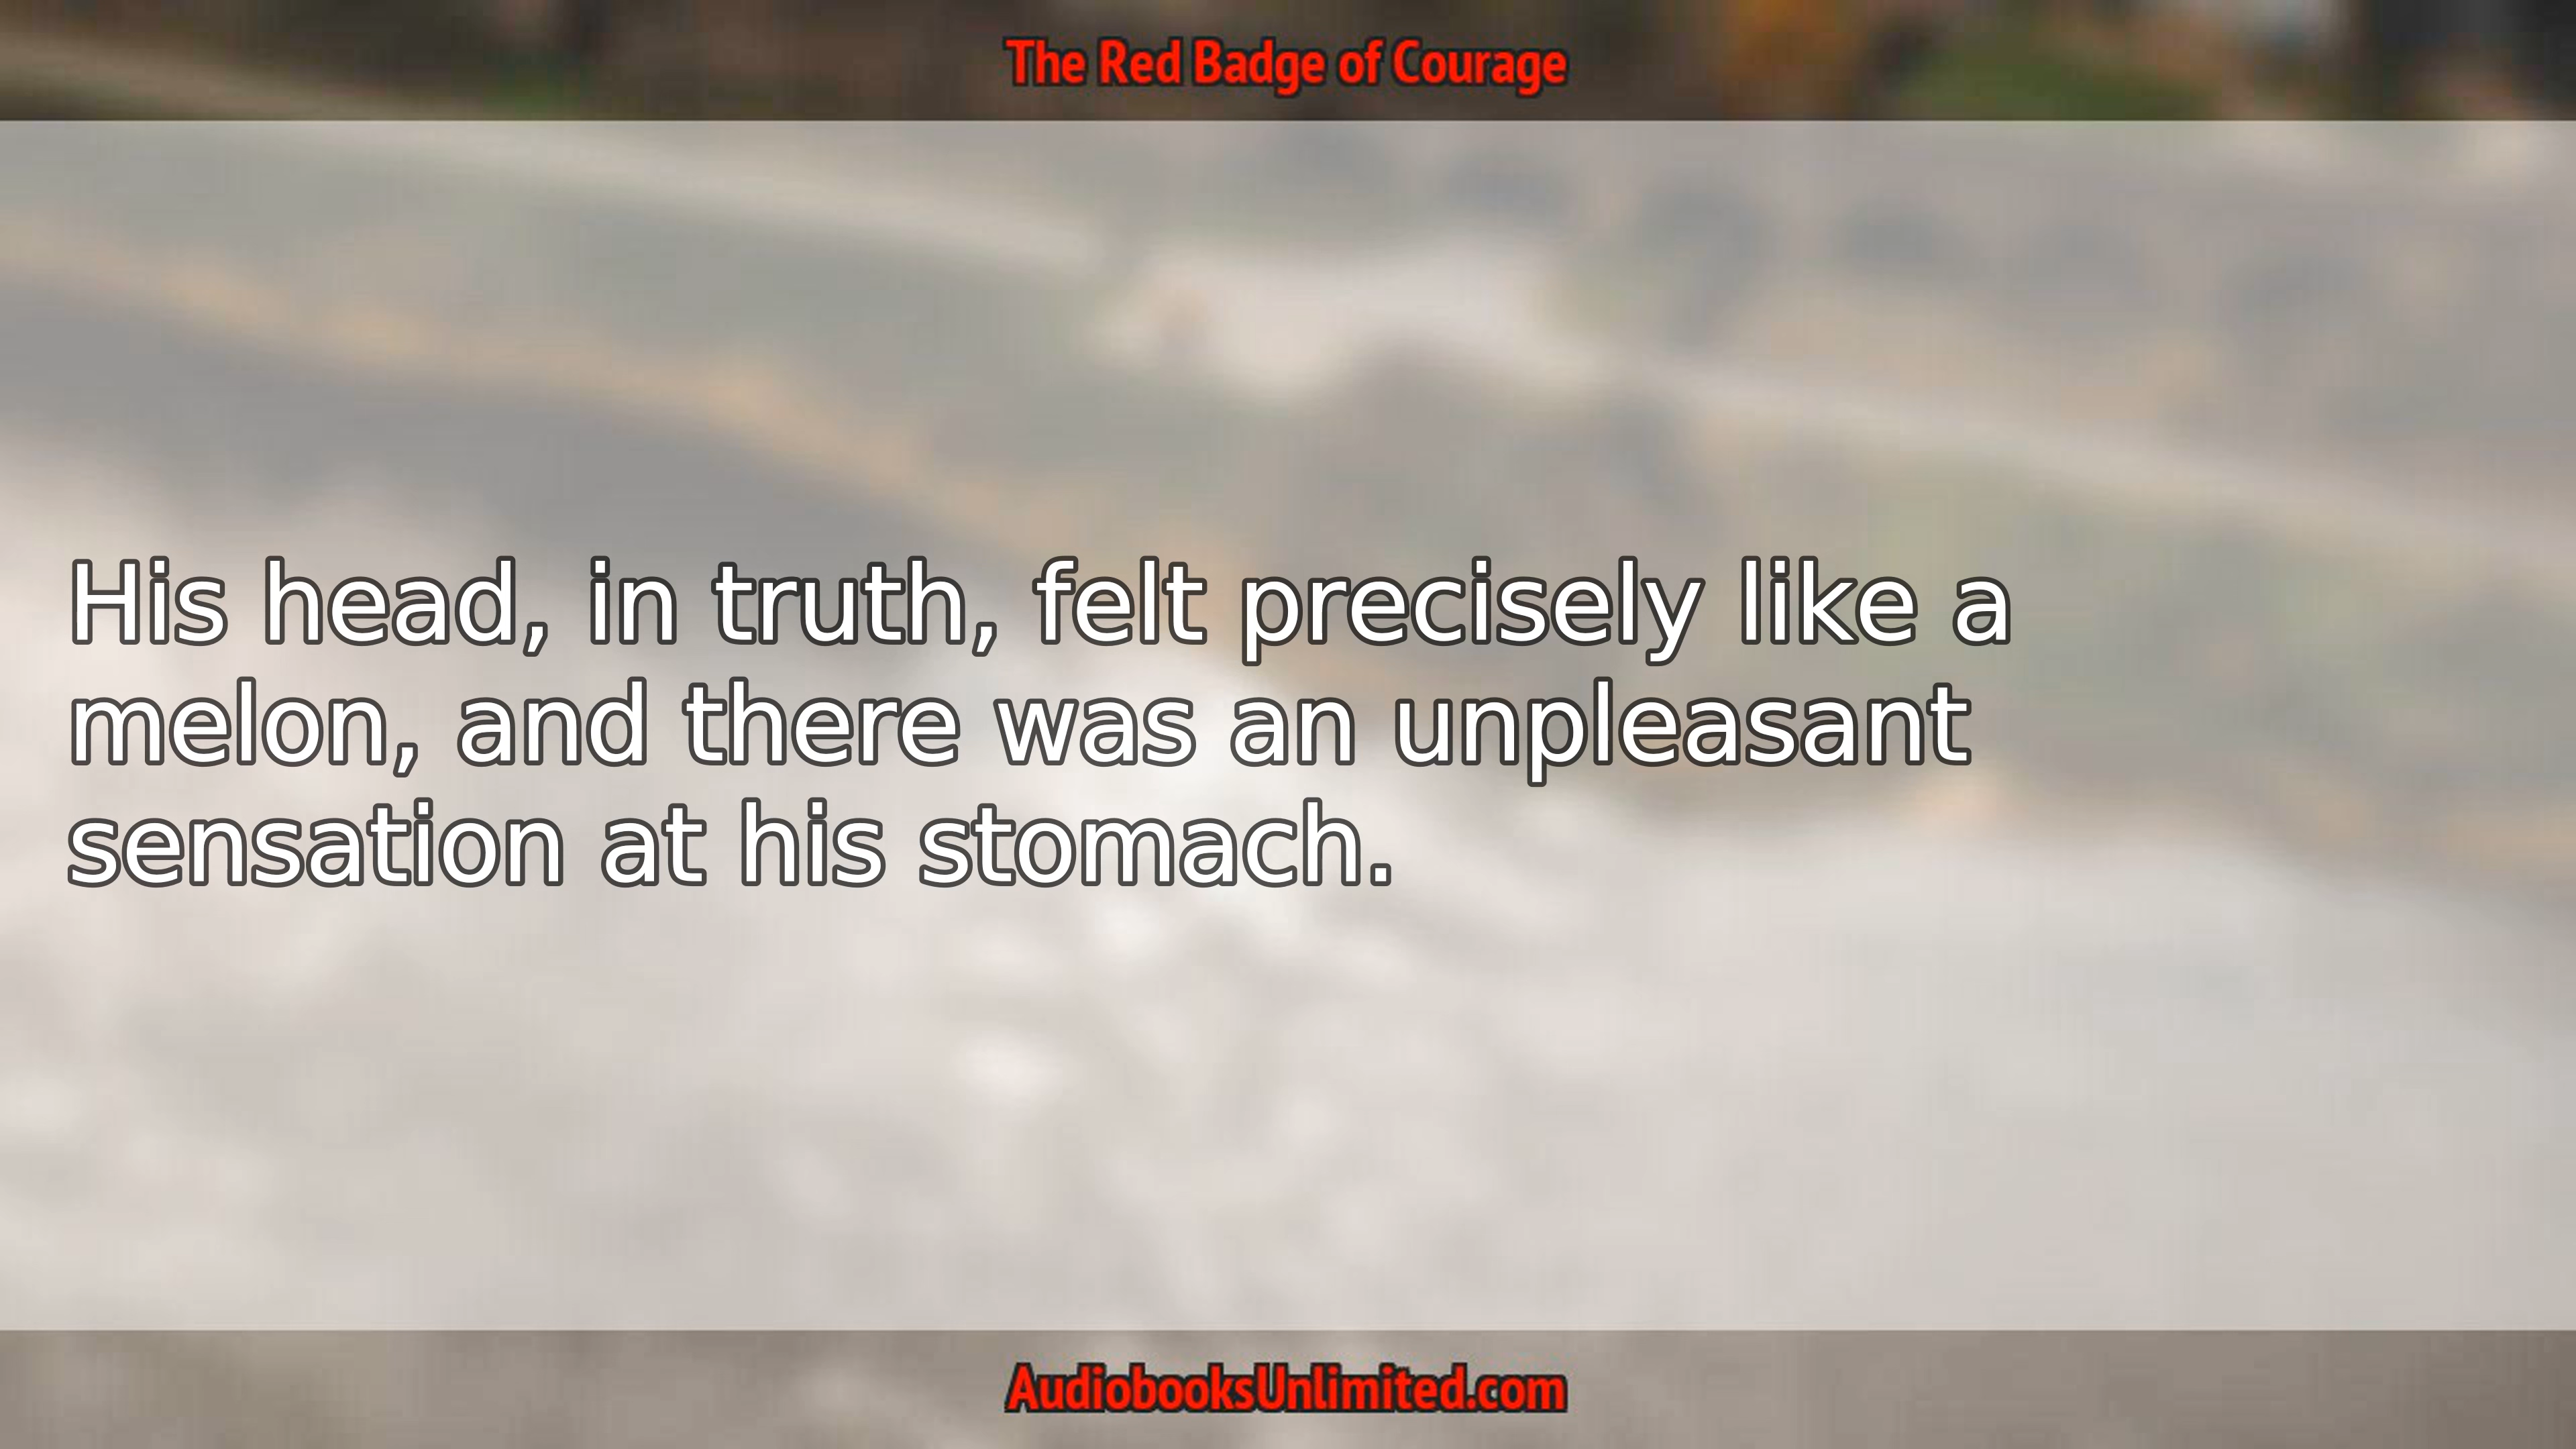 The Red Badge of Courage
His head, in truth, felt precisely like a
melon, and there was an unpleasant
sensation at his stomach.
AudiobooksUnlimited.com